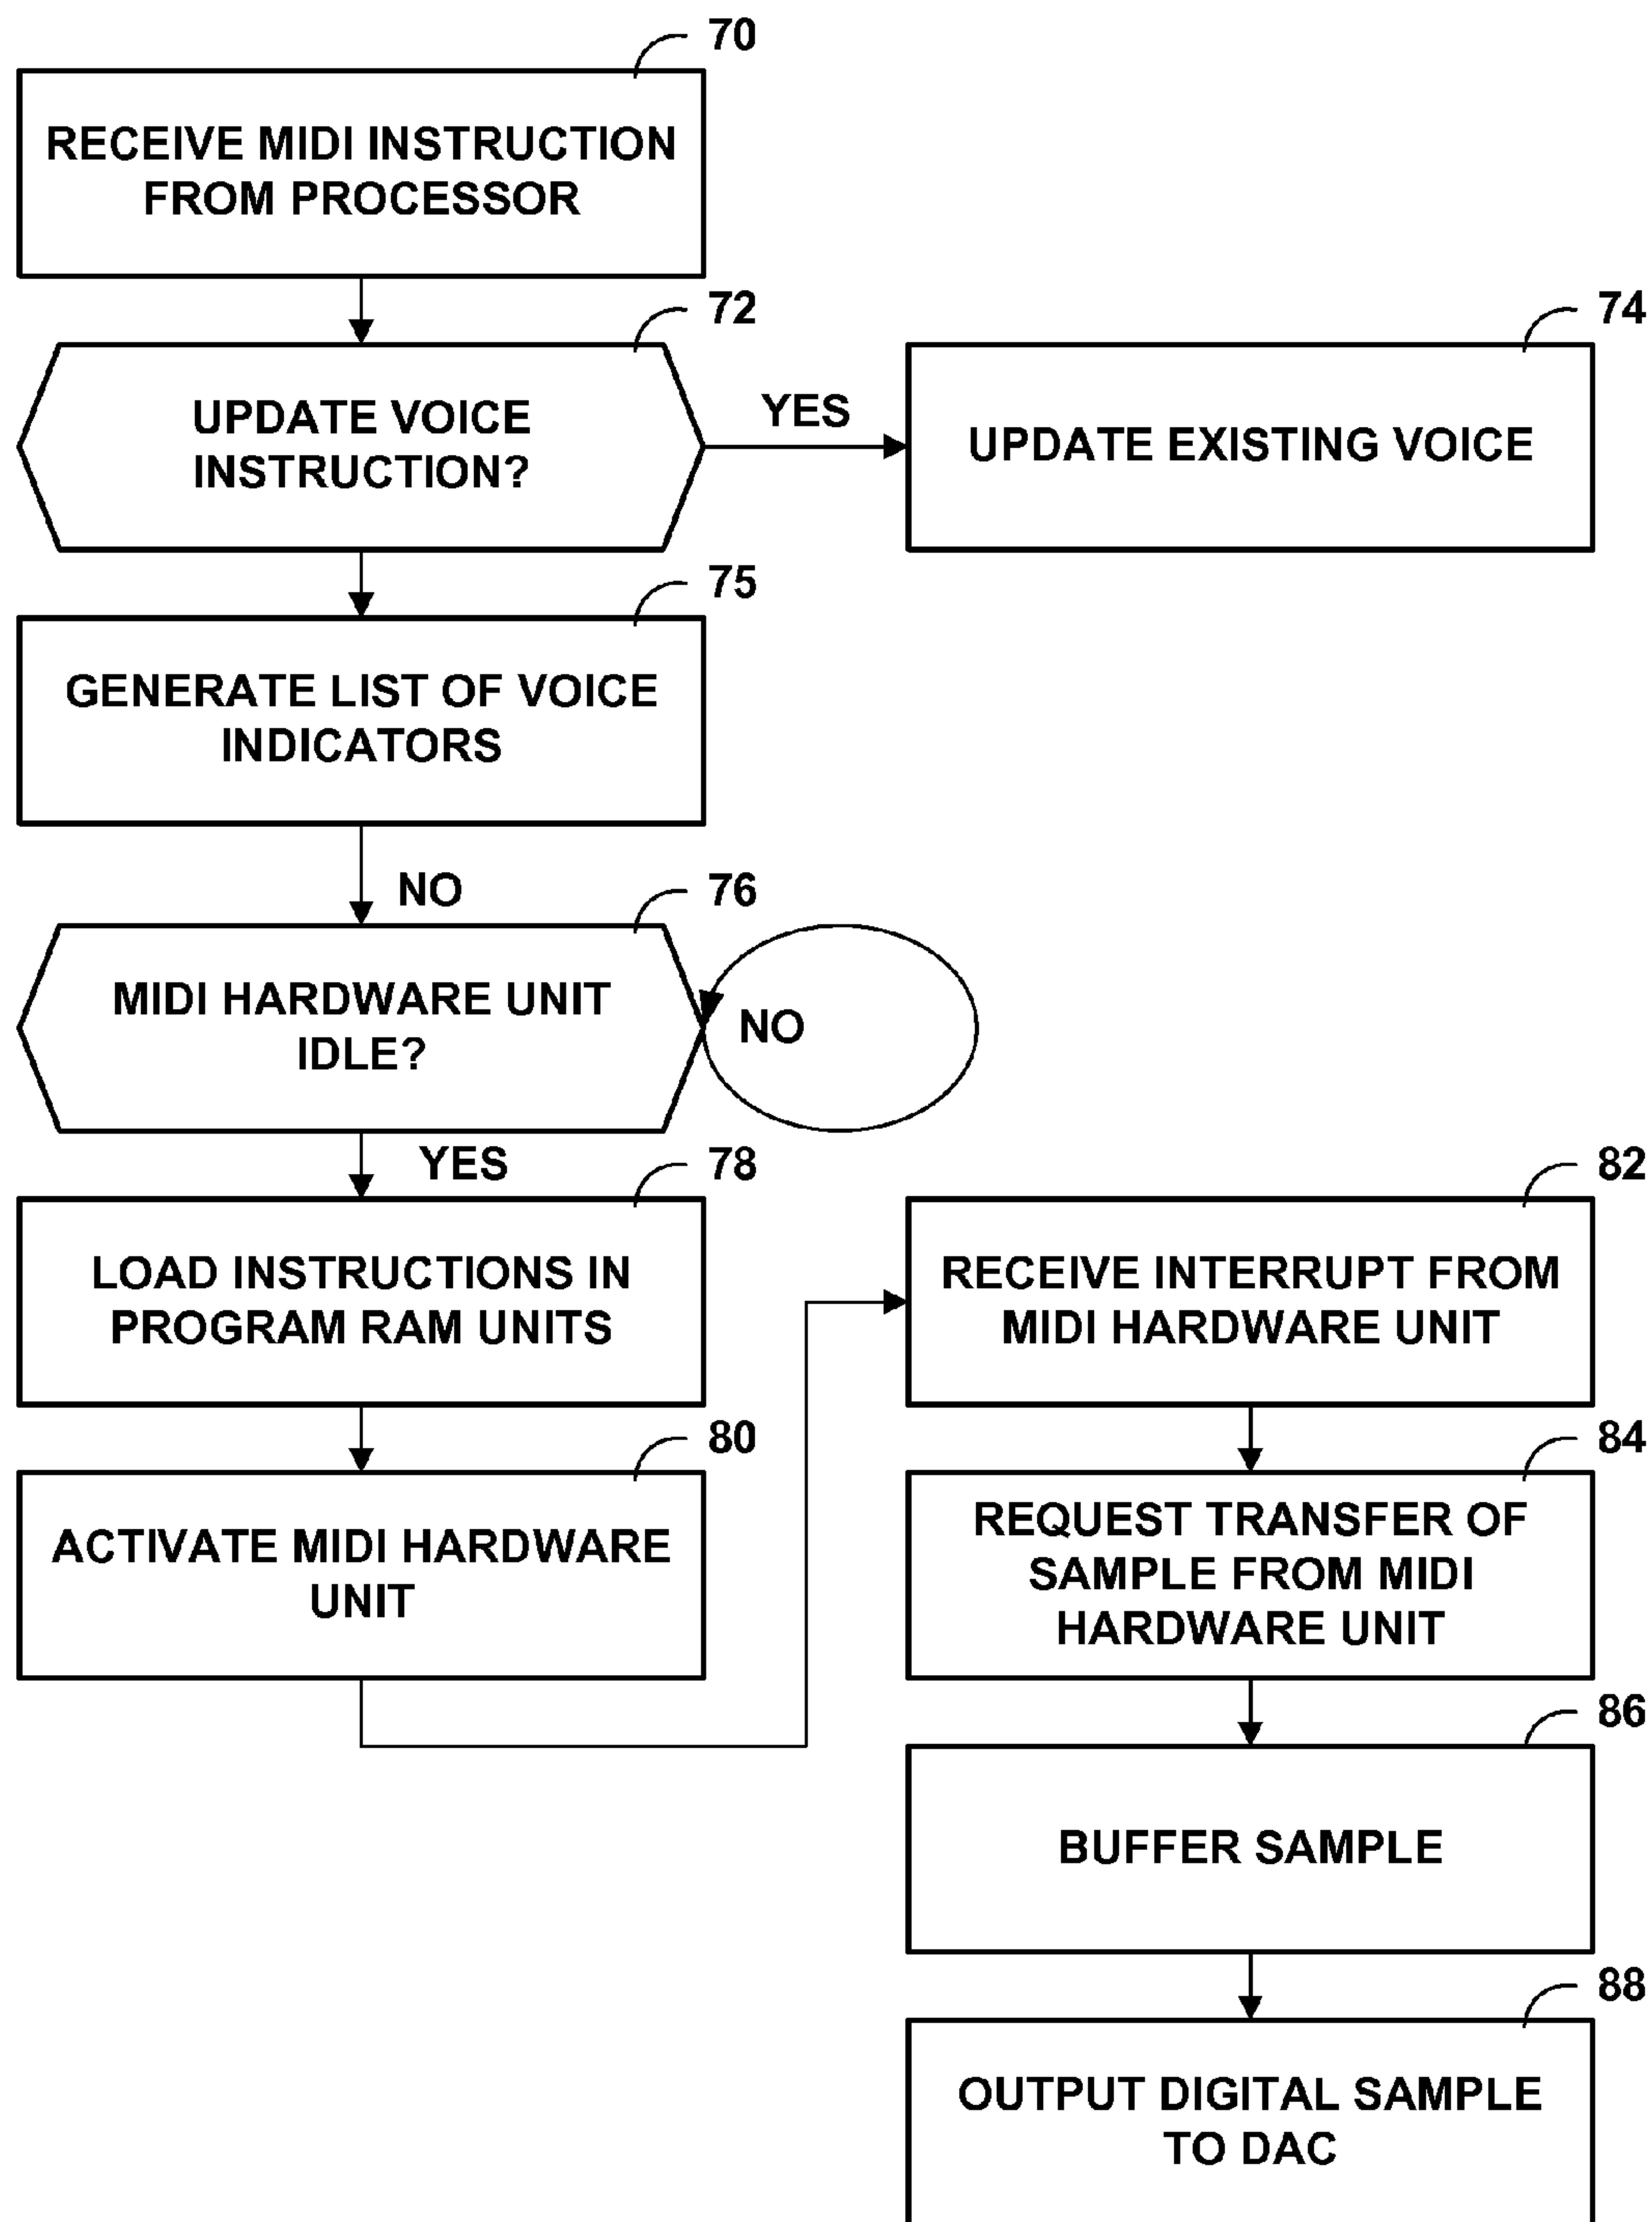 70
RECEIVE MIDI INSTRUCTION
FROM PROCESSOR
72
UPDATE VOICE
INSTRUCTION?
YES
74
UPDATE EXISTING VOICE
75
GENERATE LIST OF VOICE
INDICATORS
NO
76
MIDI HARDWARE UNIT
IDLE?
NO
YES
78
LOAD INSTRUCTIONS IN
PROGRAM RAM UNITS
80
ACTIVATE MIDI HARDWARE
UNIT
82
RECEIVE INTERRUPT FROM
MIDI HARDWARE UNIT
84
REQUEST TRANSFER OF
SAMPLE FROM MIDI
HARDWARE UNIT
86
BUFFER SAMPLE
88
OUTPUT DIGITAL SAMPLE
TO DAC